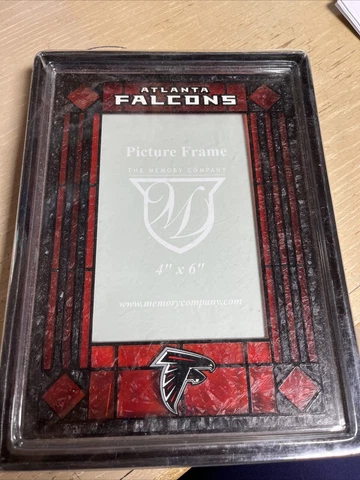 ATLANTA
FALCONS
Picture Frame
THE MEMORY COMPANY
M
4" x 6"
www.memorycompany.com